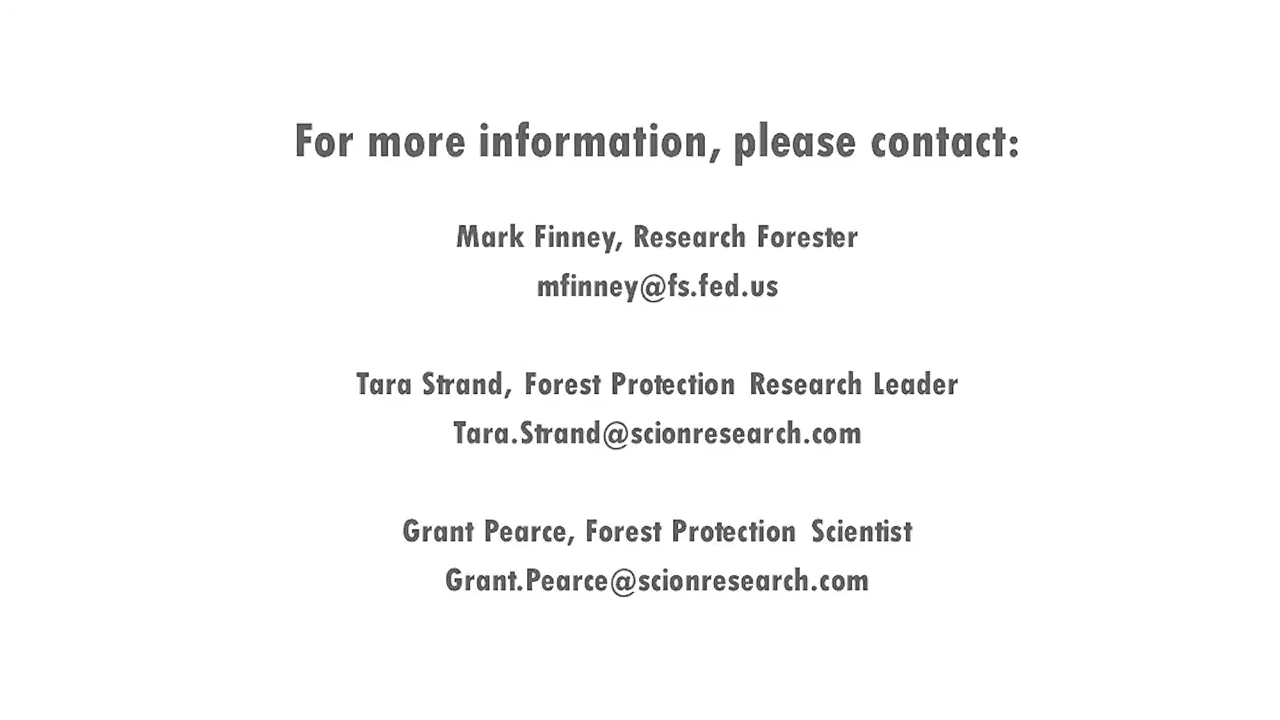 For more information, please contact:
Mark Finney, Research Forester
mfinney@fs.fed.us
Tara Strand, Forest Protection Research Leader
Tara.Strand@scionresearch.com
Grant Pearce, Forest Protection Scientist
Grant.Pearce@scionresearch.com